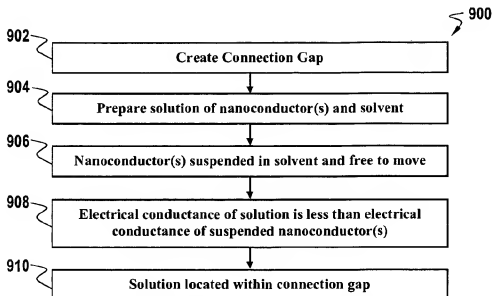 900
902
Create Connection Gap
904
Prepare solution of nanoconductor(s) and solvent
906
Nanoconductor(s) suspended in solvent and free to move
908
Electrical conductance of solution is less than electrical
conductance of suspended nanoconductor(s)
910
Solution located within connection gap